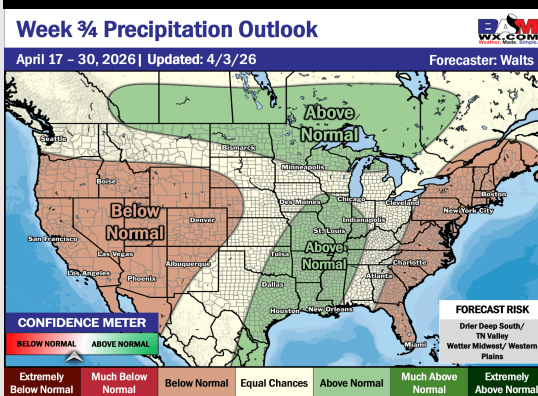 Week ¾ Precipitation Outlook
BAM
WX.COM
Weather. Made. Simple.
April 17 – 30, 2026| Updated: 4/3/26
Forecaster: Walts
Above
Normal
Seattle
Bismarck
Minneapolis
Boise
Boston
Des Moines
Chicago
Cleveland
New York City
Below
Normal
Denver
Indianapolis
San Francisco
St. Louis
Las Vegas
Above
Normal
Tulsa
Charlotte
Albuquerque
Los Angeles
Phoenix
Atlanta
Dallas
Houston
New Orleans
Miami
CONFIDENCE METER
BELOW NORMAL
ABOVE NORMAL
FORECAST RISK
Drier Deep South/
TN Valley
Wetter Midwest/ Western
Plains
Extremely
Below Normal
Much Below
Normal
Below Normal
Equal Chances
Above Normal
Much Above
Normal
Extremely
Above Normal